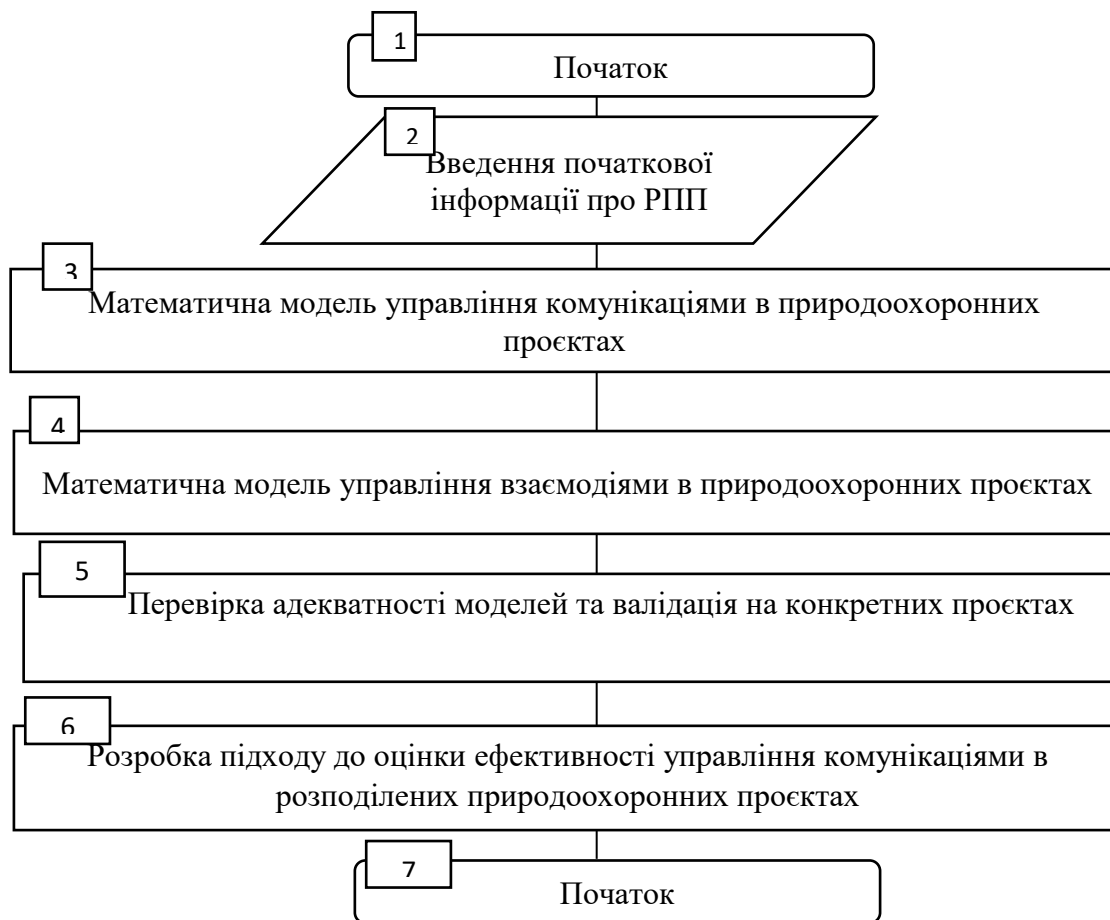 1
Початок
2
Введення початкової
інформації про РПП
3
Математична модель управління комунікаціями в природоохоронних
проєктах
4
Математична модель управління взаємодіями в природоохоронних проєктах
5
Перевірка адекватності моделей та валідація на конкретних проєктах
6
Розробка підходу до оцінки ефективності управління комунікаціями в
розподілених природоохоронних проєктах
7
Початок